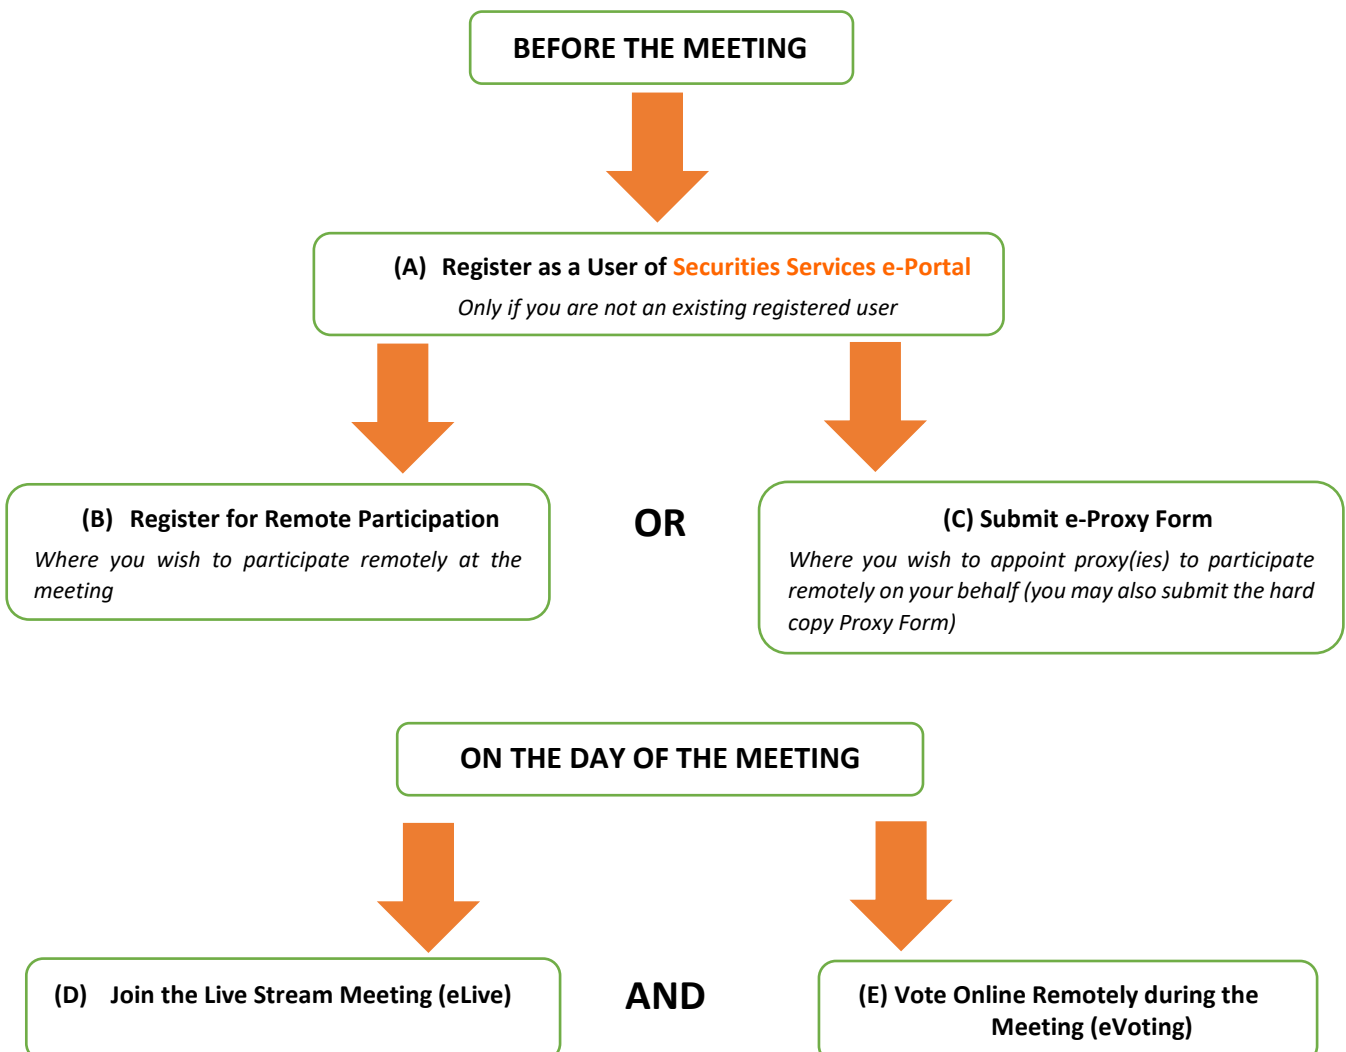 BEFORE THE MEETING
(A) Register as a User of Securities Services e-Portal
Only if you are not an existing registered user
(B) Register for Remote Participation
Where you wish to participate remotely at the
meeting
OR
(C) Submit e-Proxy Form
Where you wish to appoint proxy(ies) to participate
remotely on your behalf (you may also submit the hard
copy Proxy Form)
ON THE DAY OF THE MEETING
(D) Join the Live Stream Meeting (eLive)
AND
(E) Vote Online Remotely during the
Meeting (eVoting)